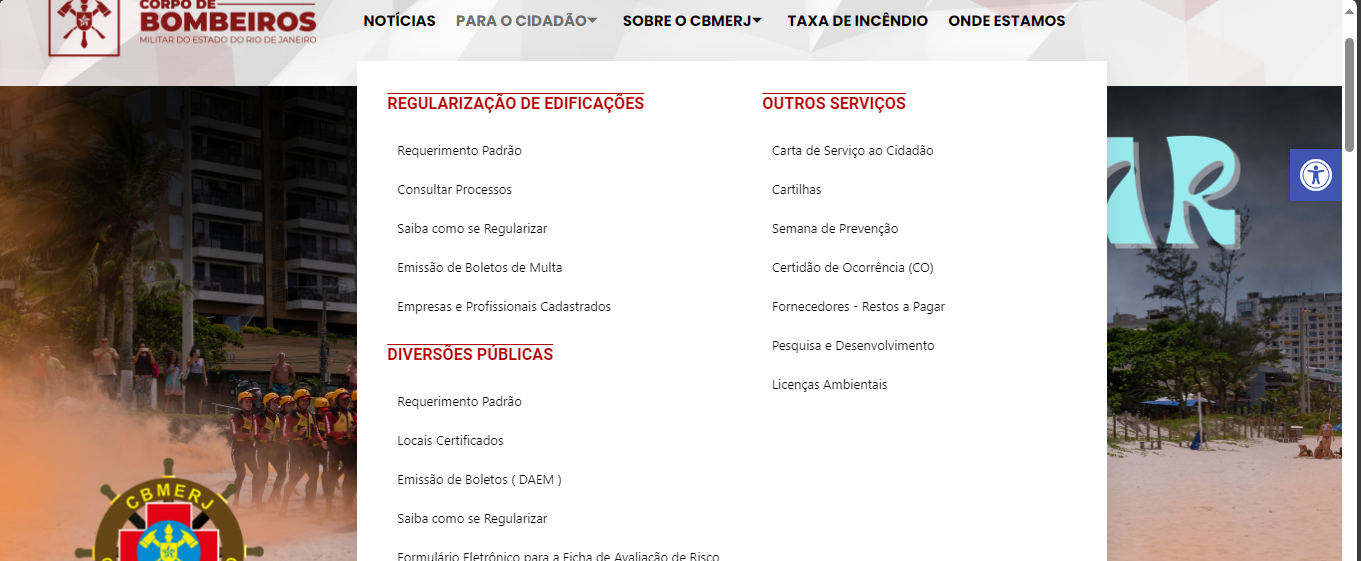 CORPO DE
BOMBEIROS
MILITAR DO ESTADO DO RIO DE JANEIRO
NOTÍCIAS PARA O CIDADÃO SOBRE O CBMERJ TAXA DE INCÊNDIO ONDE ESTAMOS
REGULARIZAÇÃO DE EDIFICAÇÕES
Requerimento Padrão
Consultar Processos
Saiba como se Regularizar
Emissão de Boletos de Multa
Empresas e Profissionais Cadastrados
DIVERSÕES PÚBLICAS
Requerimento Padrão
Locais Certificados
Emissão de Boletos ( DAEM )
Saiba como se Regularizar
Formulário Eletrônico para a Ficha de Avaliação de Risco
OUTROS SERVIÇOS
Carta de Serviço ao Cidadão
Cartilhas
Semana de Prevenção
Certidão de Ocorrência (CO)
Fornecedores - Restos a Pagar
Pesquisa e Desenvolvimento
Licenças Ambientais
CBMERJ